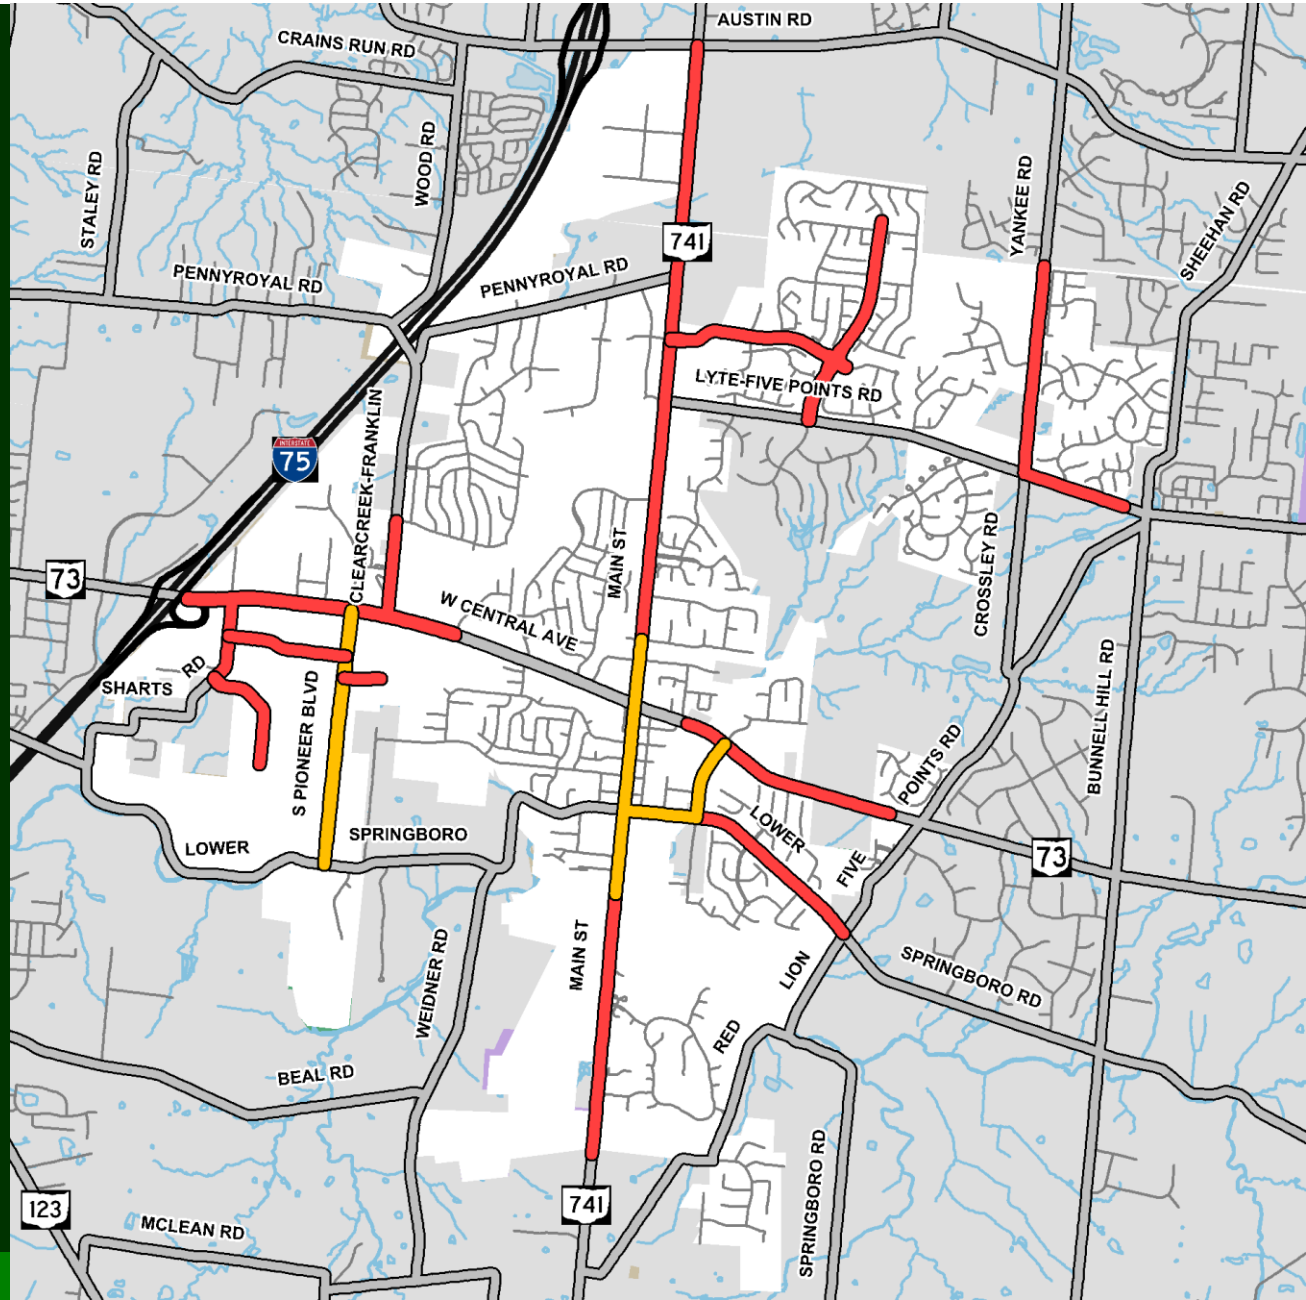 AUSTIN RD
CRAINS RUN RD
WOOD RD
STALEY RD
YANKEE RD
SHEEHAN RD
741
PENNYROYAL RD
PENNYROYAL RD
LYTE-FIVE POINTS RD
CLEARCREEK-FRANKLIN
INTERSTATE
75
73
MAIN ST
CROSSLEY RD
W CENTRAL AVE
SHARTS RD
S PIONEER BLVD
BUNNELL HILL RD
POINTS RD
LOWER
SPRINGBORO
LOWER
FIVE
73
MAIN ST
WEIDNER RD
LION
SPRINGBORO RD
RED
BEAL RD
SPRINGBORO RD
123
741
MCLEAN RD